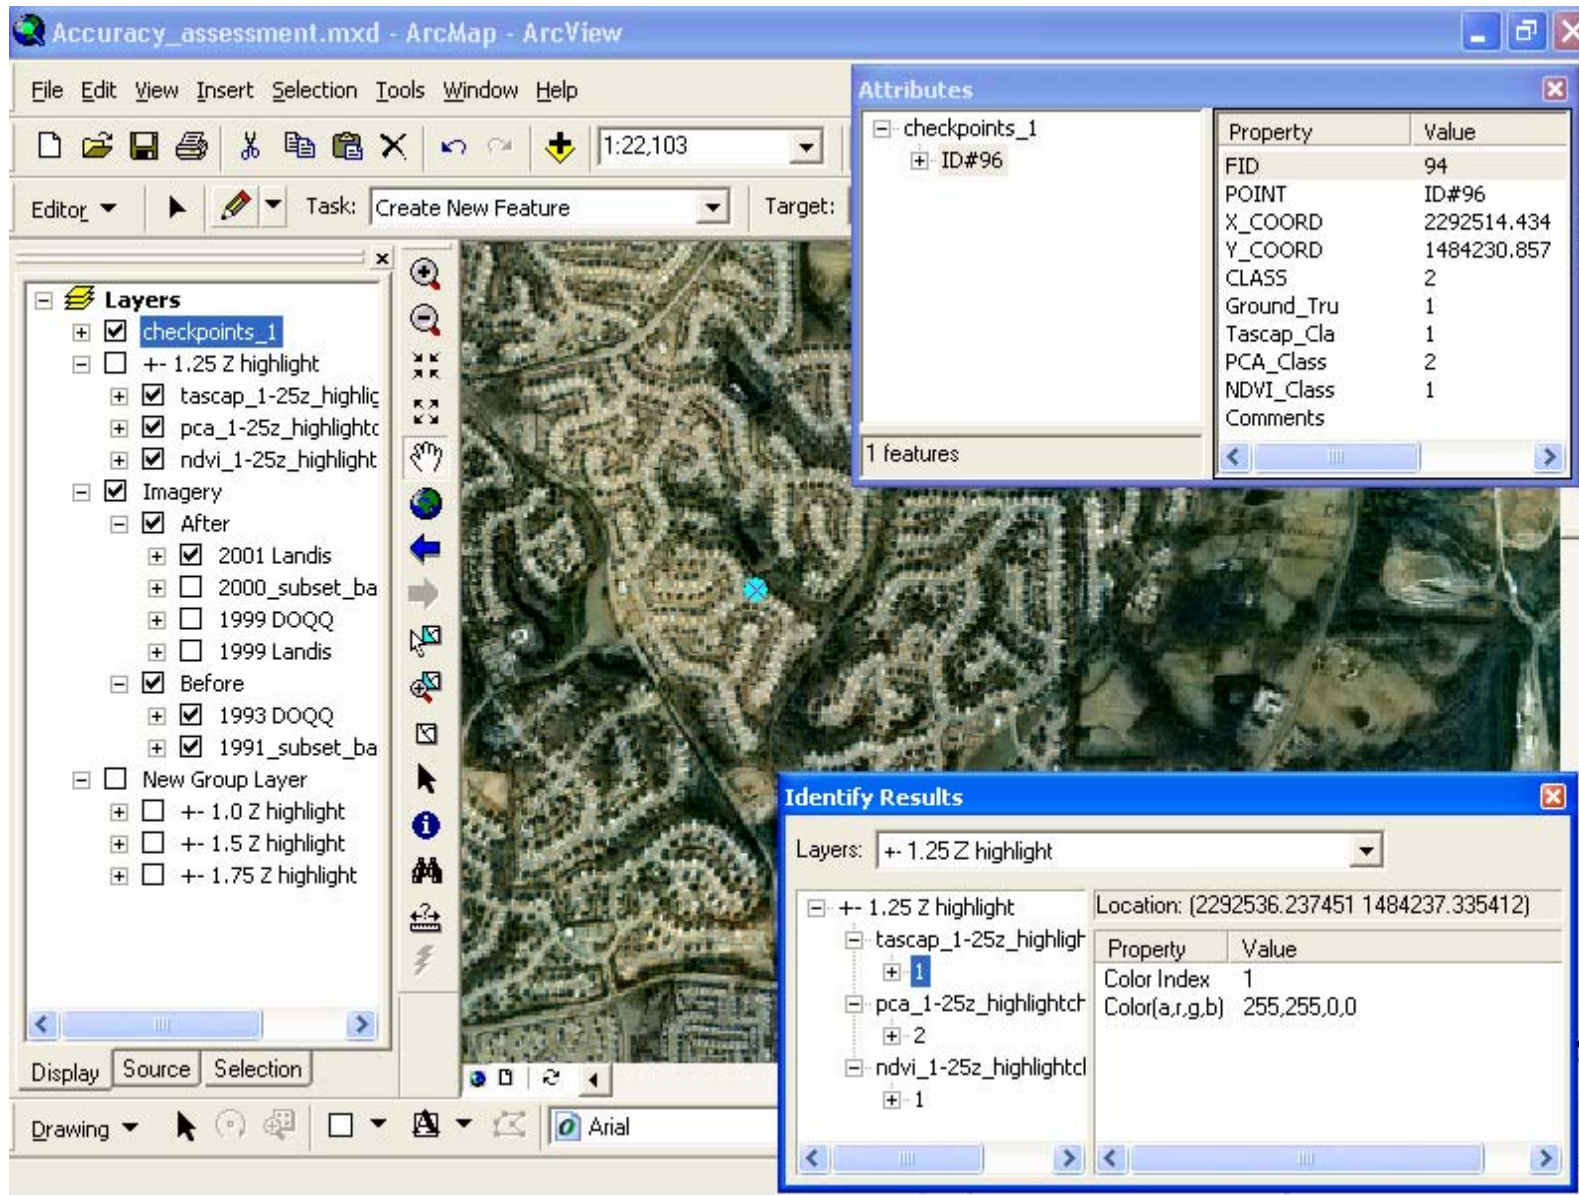 Accuracy_assessment.mxd - ArcMap - ArcView
File Edit View Insert Selection Tools Window Help
1:22,103
Editor Task: Create New Feature Target:
Layers
checkpoints_1
+- 1.25 Z highlight
tascap_1-25z_highlig
pca_1-25z_highlightc
ndvi_1-25z_highlight
Imagery
After
2001 Landis
2000_subset_ba
1999 DOQQ
1999 Landis
Before
1993 DOQQ
1991_subset_ba
New Group Layer
+- 1.0 Z highlight
+- 1.5 Z highlight
+- 1.75 Z highlight
Display Source Selection
Drawing Arial
Attributes
checkpoints_1
ID#96
1 features
Property Value
FID 94
POINT ID#96
X_COORD 2292514.434
Y_COORD 1484230.857
CLASS 2
Ground_Tru 1
Tascap_Cla 1
PCA_Class 2
NDVI_Class 1
Comments
Identify Results
Layers: +- 1.25 Z highlight
+- 1.25 Z highlight
tascap_1-25z_highligh
1
pca_1-25z_highlightch
2
ndvi_1-25z_highlightcl
1
Location: (2292536.237451 1484237.335412)
Property Value
Color Index 1
Color(a,r,g,b) 255,255,0,0